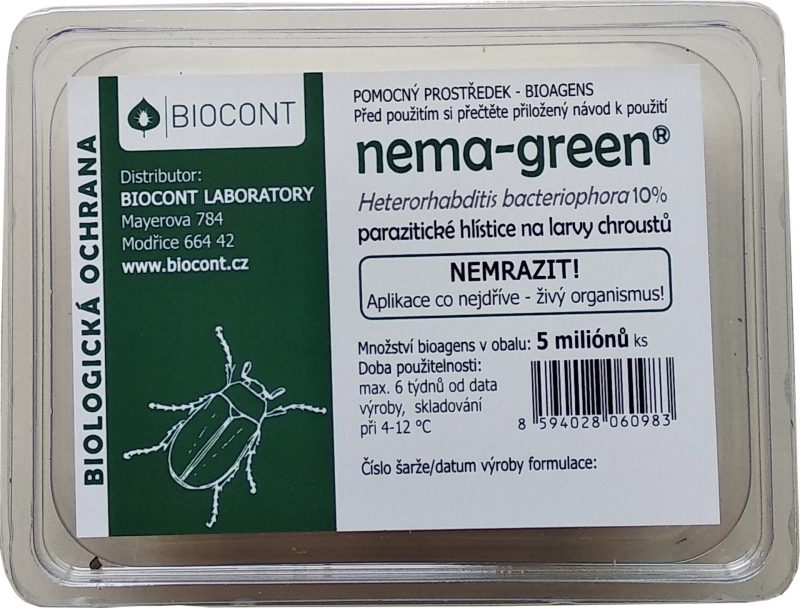 BIOLOGICKÁ OCHRANA
BIOCONT
Distributor:
BIOCONT LABORATORY
Mayerova 784
Modřice 664 42
www.biocont.cz
POMOCNÝ PROSTŘEDEK - BIOAGENS
Před použitím si přečtěte přiložený návod k použití
nema-green®
Heterorhabditis bacteriophora 10%
parazitické hlístice na larvy chroustů
NEMRAZIT!
Aplikace co nejdříve - živý organismus!
Množství bioagens v obalu: 5 miliónů ks
Doba použitelnosti:
max. 6 týdnů od data
výroby, skladování
při 4-12 °C
8 594028 060983
Číslo šarže/datum výroby formulace: